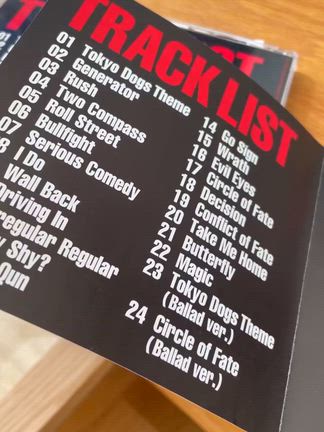 TRACK LIST
01 Tokyo Dogs Theme
02 Generator
03 Rush
04 Two Compass
05 Roll Street
06 Bullfight
07 Serious Comedy
8 I Do
Wall Back
Driving In
regular Regular
Shy?
Gun
14 Go Sign
15 Wrath
16 Evil Eyes
17 Circle of Fate
18 Decision
19 Conflict of Fate
20 Take Me Home
21 Butterfly
22 Magic
23 Tokyo Dogs Theme
(Ballad ver.)
24 Circle of Fate
(Ballad ver.)